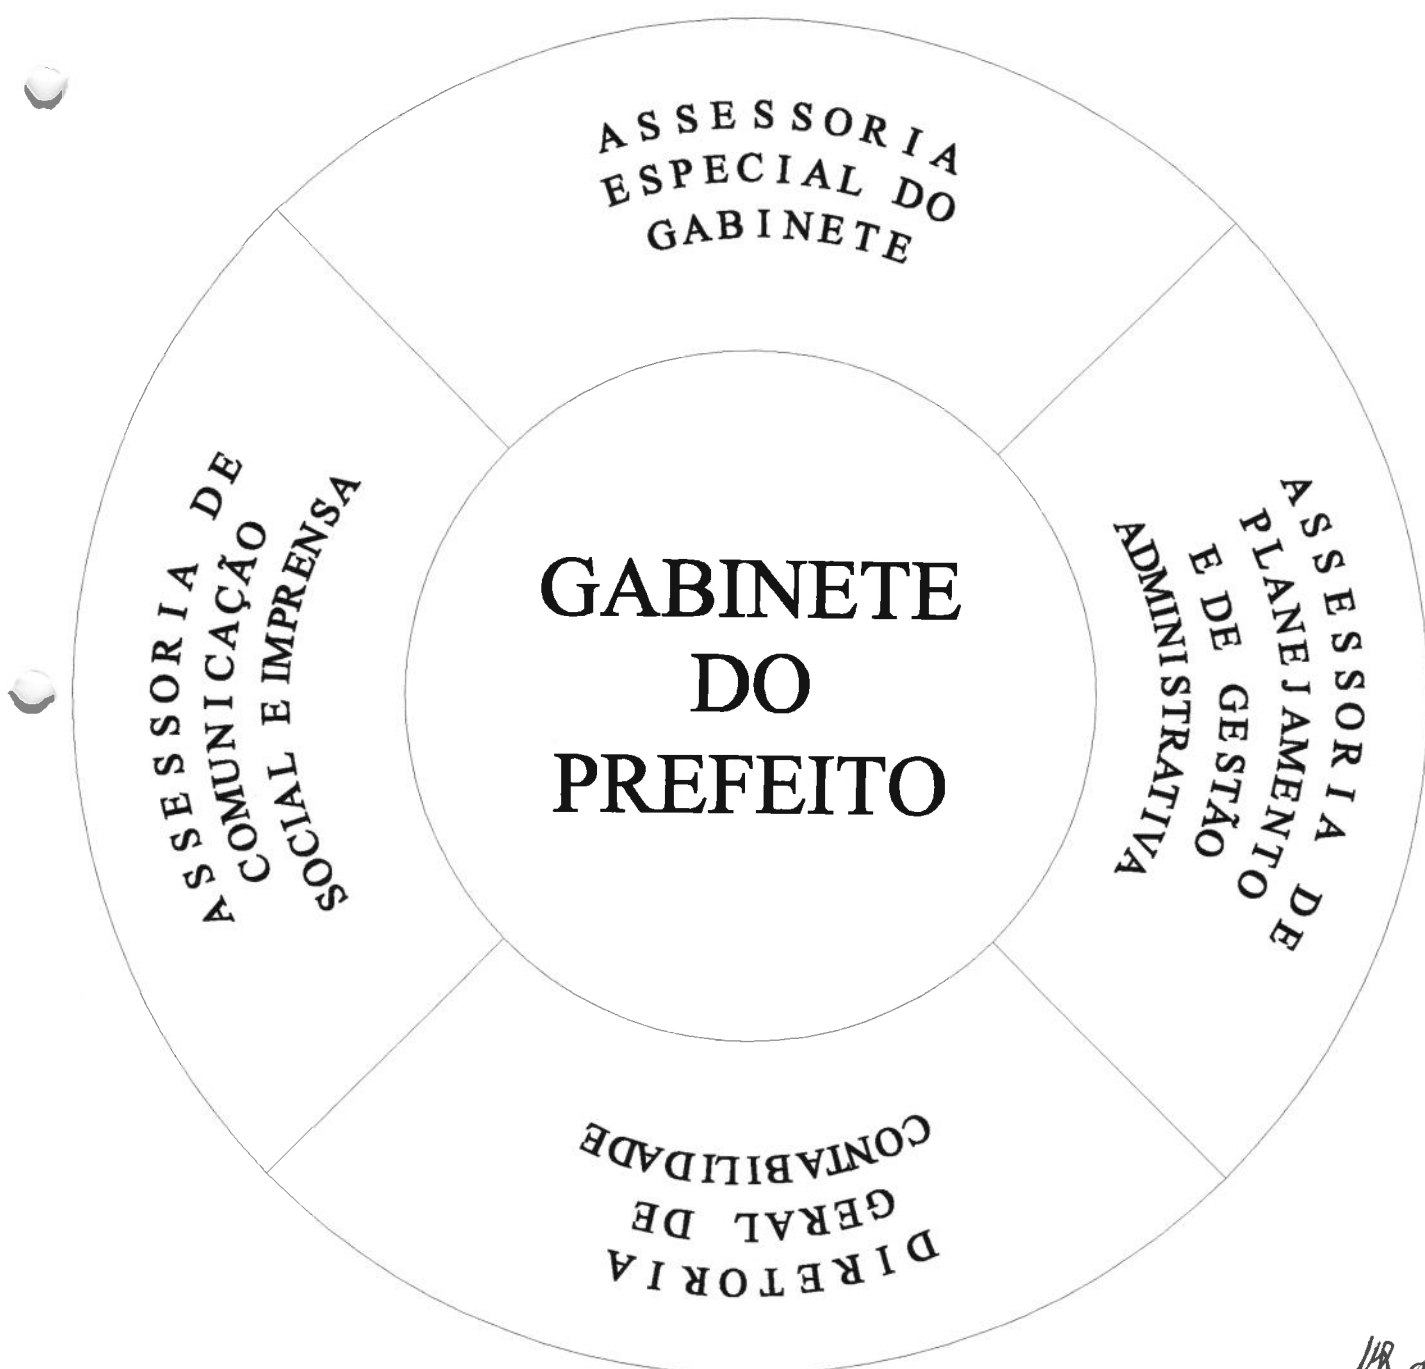 ASSESSORIA
ESPECIAL DO
GABINETE
ASSESSORIA DE
COMUNICAÇÃO
SOCIAL E IMPRENSA
GABINETE
DO
PREFEITO
ASSESSORIA DE
PLANEJAMENTO
E DE GESTÃO
ADMINISTRATIVA
DIRETORIA
GERAL DE
CONTABILIDADE